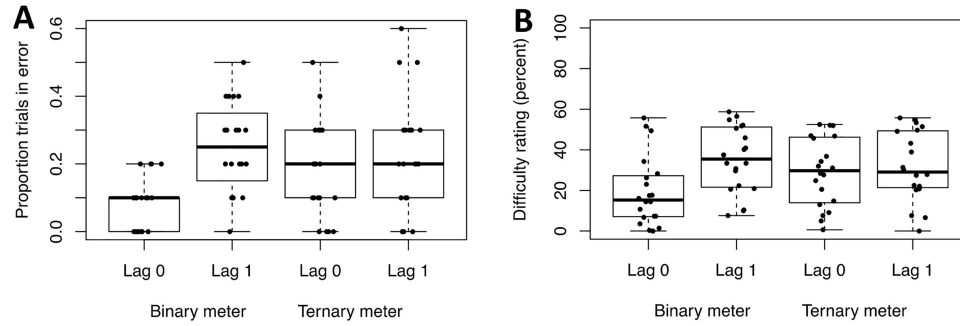 A
Proportion trials in error
0.6
0.4
0.2
0.0
Lag 0 Lag 1 Lag 0 Lag 1
Binary meter Ternary meter
B
Difficulty rating (percent)
100
80
60
40
20
0
Lag 0 Lag 1 Lag 0 Lag 1
Binary meter Ternary meter